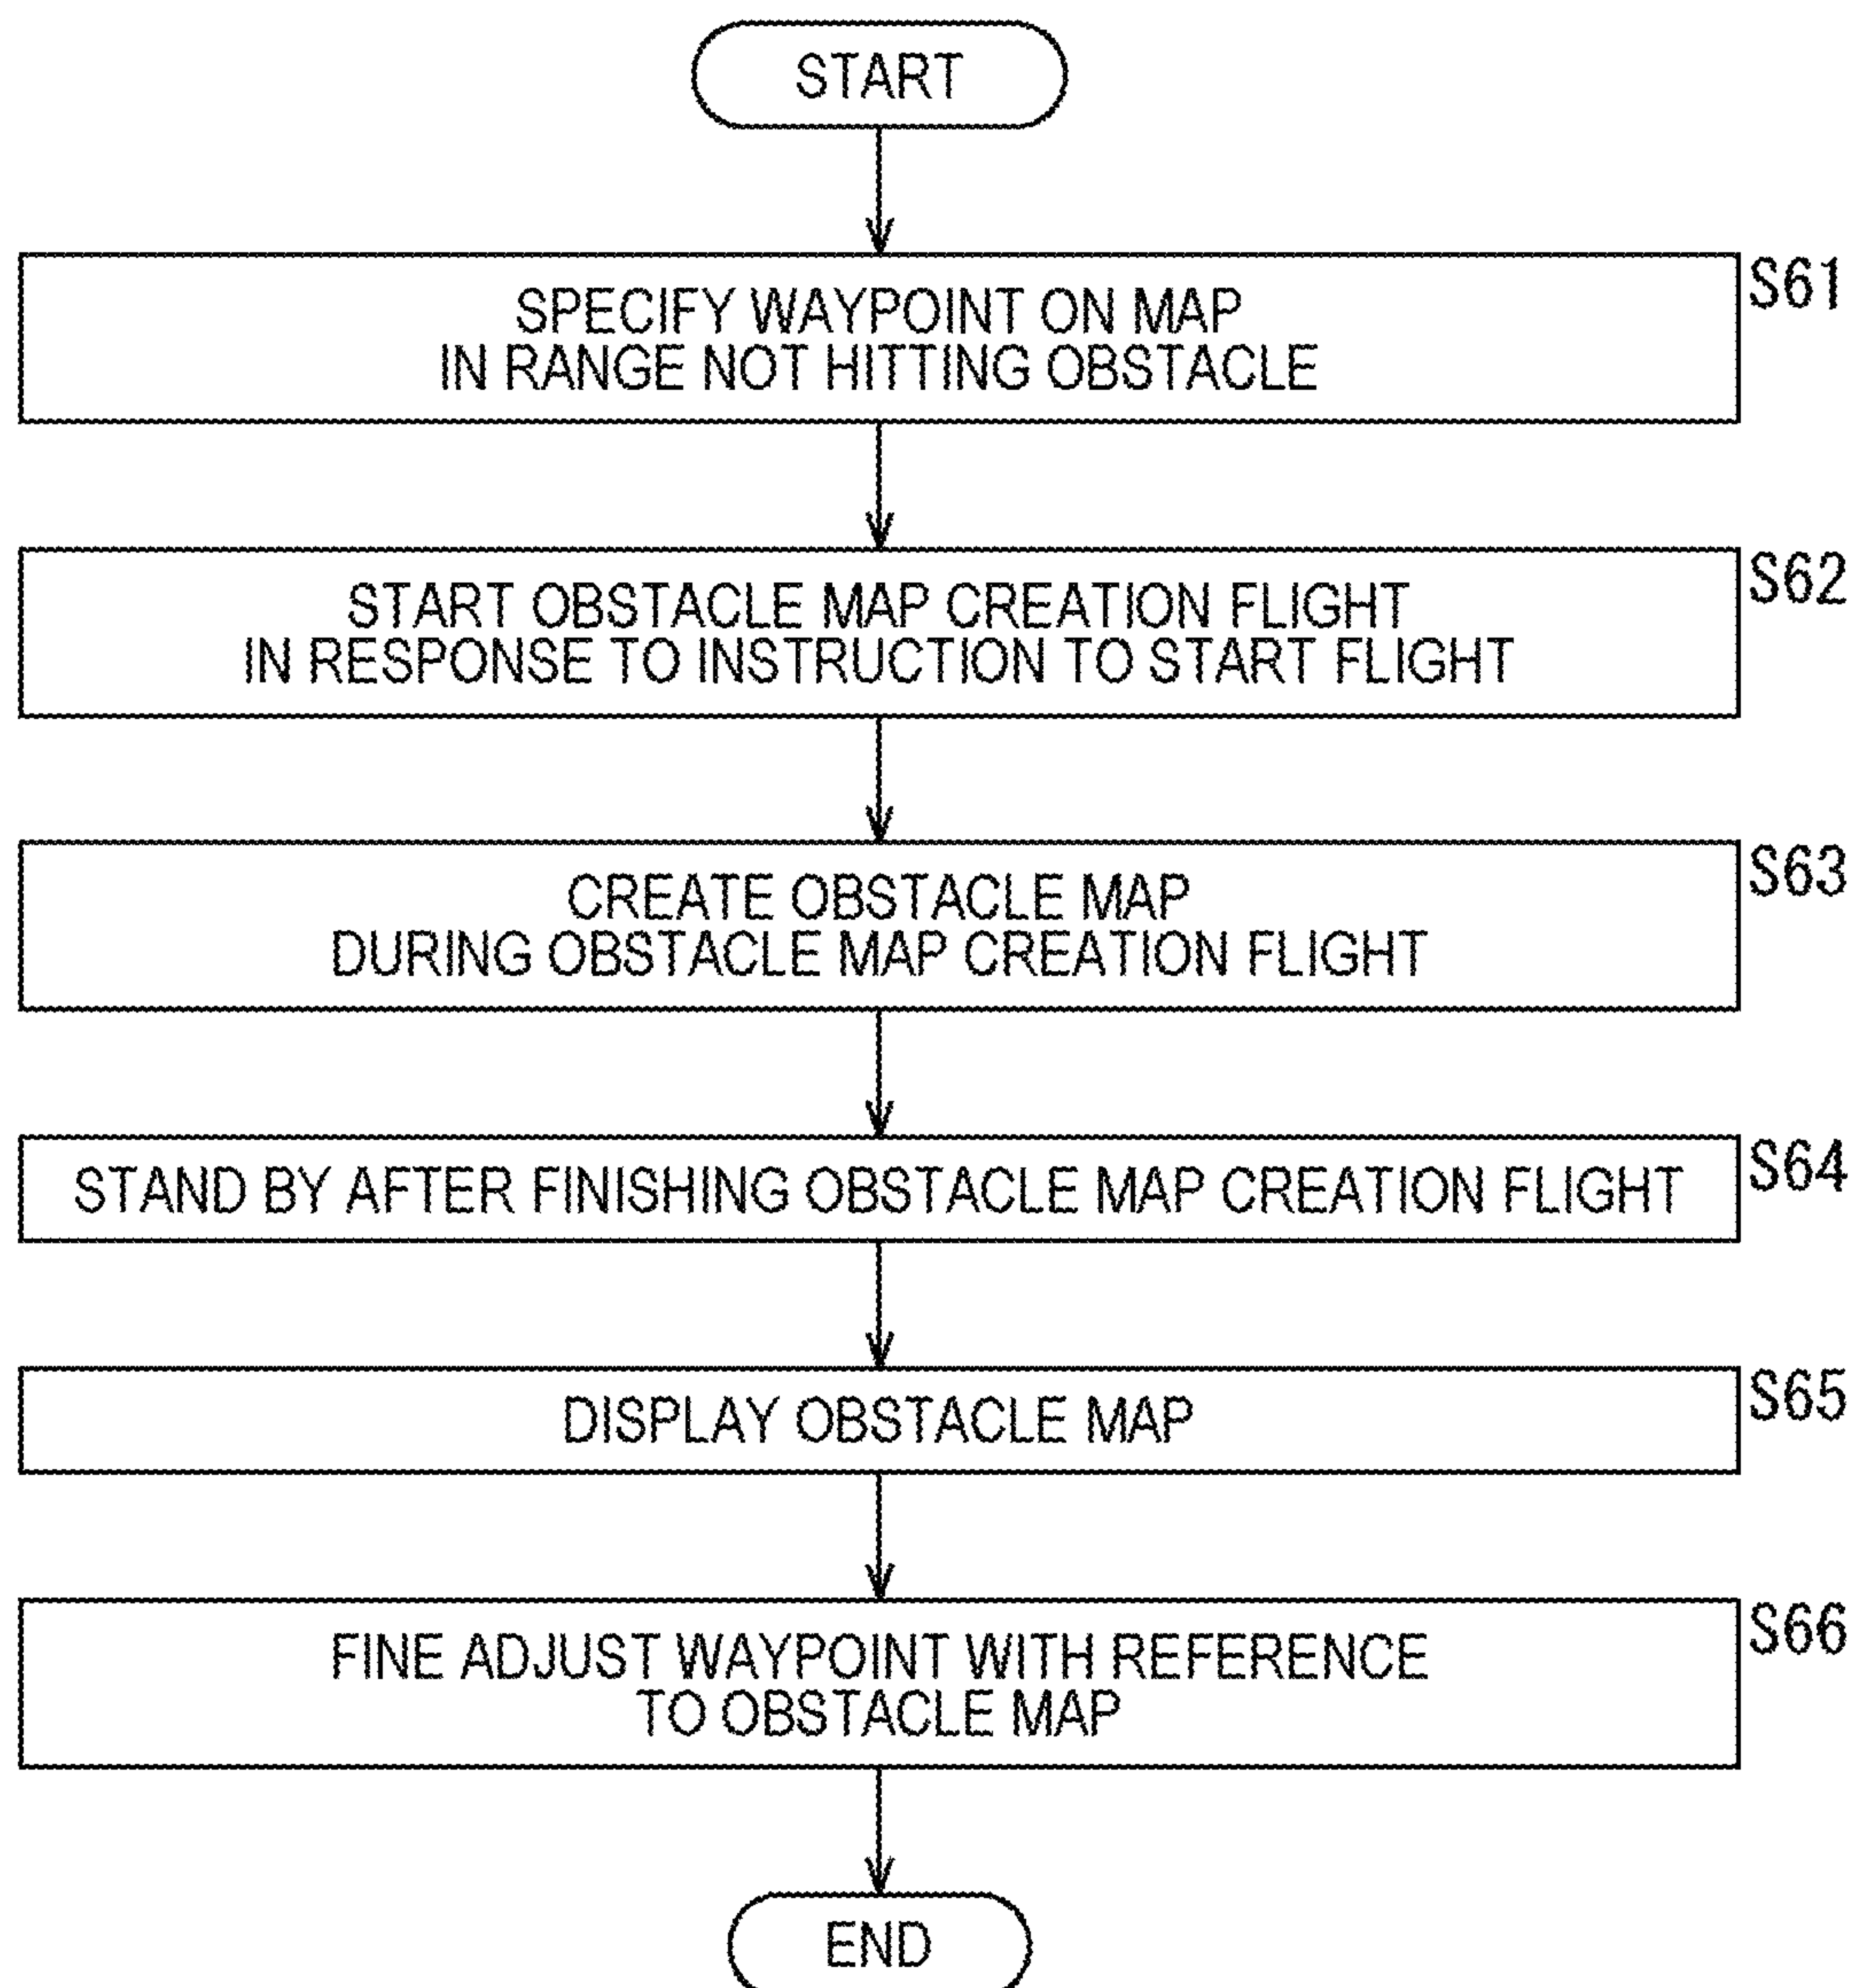 START
SPECIFY WAYPOINT ON MAP
IN RANGE NOT HITTING OBSTACLE
S61
START OBSTACLE MAP CREATION FLIGHT
IN RESPONSE TO INSTRUCTION TO START FLIGHT
S62
CREATE OBSTACLE MAP
DURING OBSTACLE MAP CREATION FLIGHT
S63
STAND BY AFTER FINISHING OBSTACLE MAP CREATION FLIGHT
S64
DISPLAY OBSTACLE MAP
S65
FINE ADJUST WAYPOINT WITH REFERENCE
TO OBSTACLE MAP
S66
END